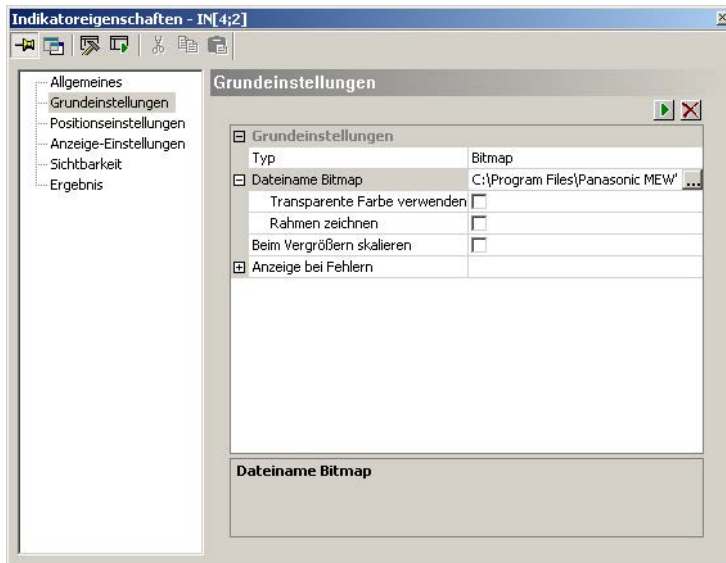 Indikatoreigenschaften - IN[4;2]
Allgemeines
Grundeinstellungen
Positionseinstellungen
Anzeige-Einstellungen
Sichtbarkeit
Ergebnis
Grundeinstellungen
Grundeinstellungen
Typ Bitmap
Dateiname Bitmap C:\Program Files\Panasonic MEW' ...
Transparente Farbe verwenden
Rahmen zeichnen
Beim Vergrößern skalieren
Anzeige bei Fehlern
Dateiname Bitmap